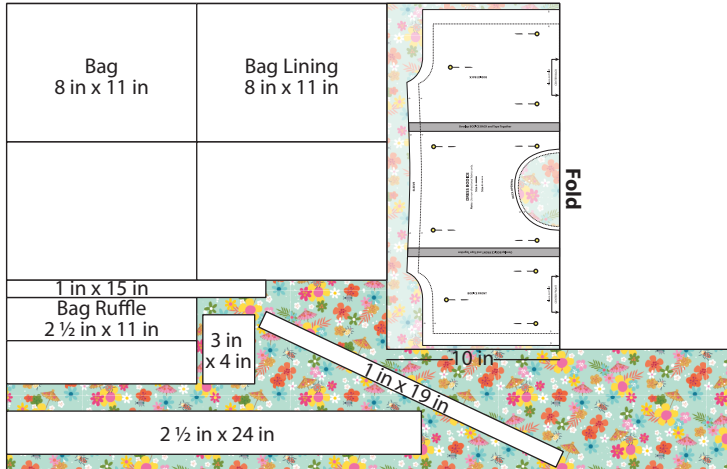 Bag
8 in x 11 in
Bag Lining
8 in x 11 in
Fold
1 in x 15 in
Bag Ruffle
2 ½ in x 11 in
3 in
x 4 in
10 in
1 in x 19 in
2 ½ in x 24 in